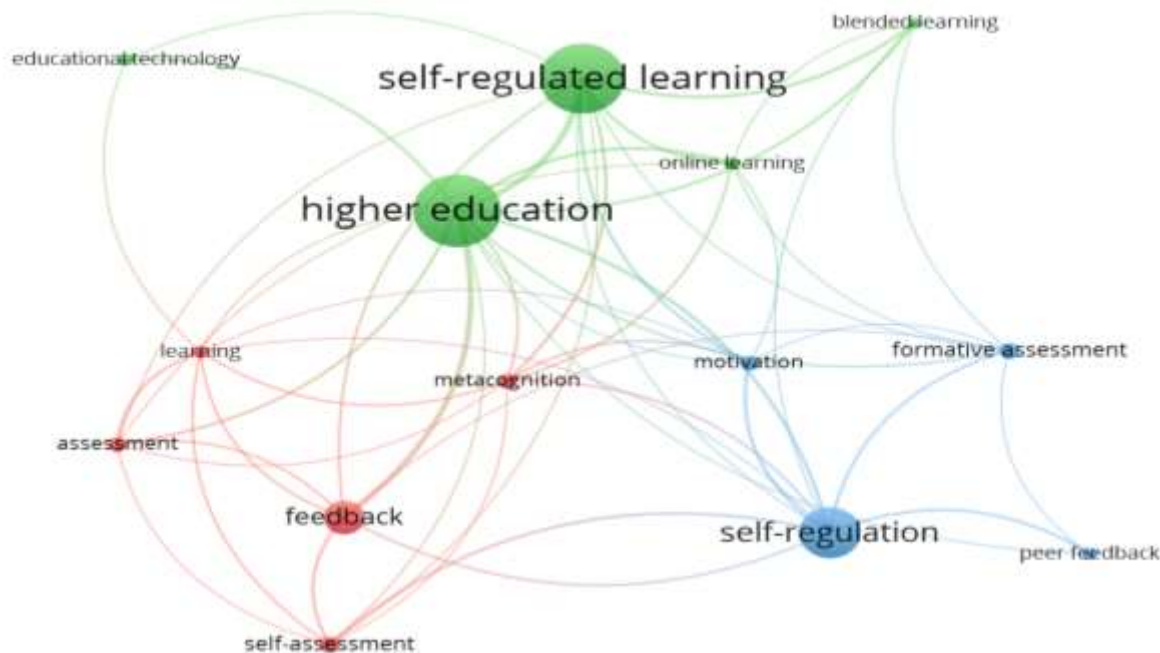 blended learning
educational technology
self-regulated learning
online learning
higher education
learning
metacognition
motivation
formative assessment
assessment
feedback
self-regulation
peer feedback
self-assessment